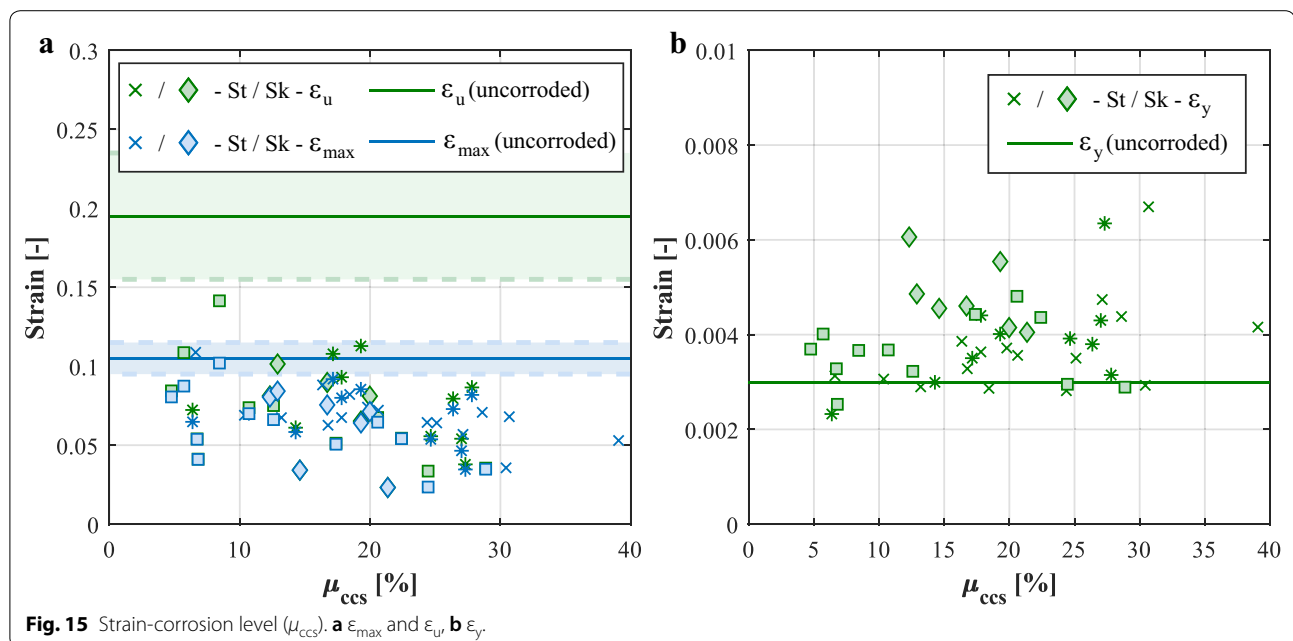 a
0.3
0.25
0.2
0.15
0.1
0.05
0
Strain [-]
× / ◇ - St / Sk - εu
εu (uncorroded)
× / ◇ - St / Sk - εmax
εmax (uncorroded)
0 10 20 30 40
μccs [%]
b
0.01
0.008
0.006
0.004
0.002
0
Strain [-]
× / ◇ - St / Sk - εy
εy (uncorroded)
0 5 10 15 20 25 30 35 40
μccs [%]
Fig. 15 Strain-corrosion level (μccs). a εmax and εu, b εy.